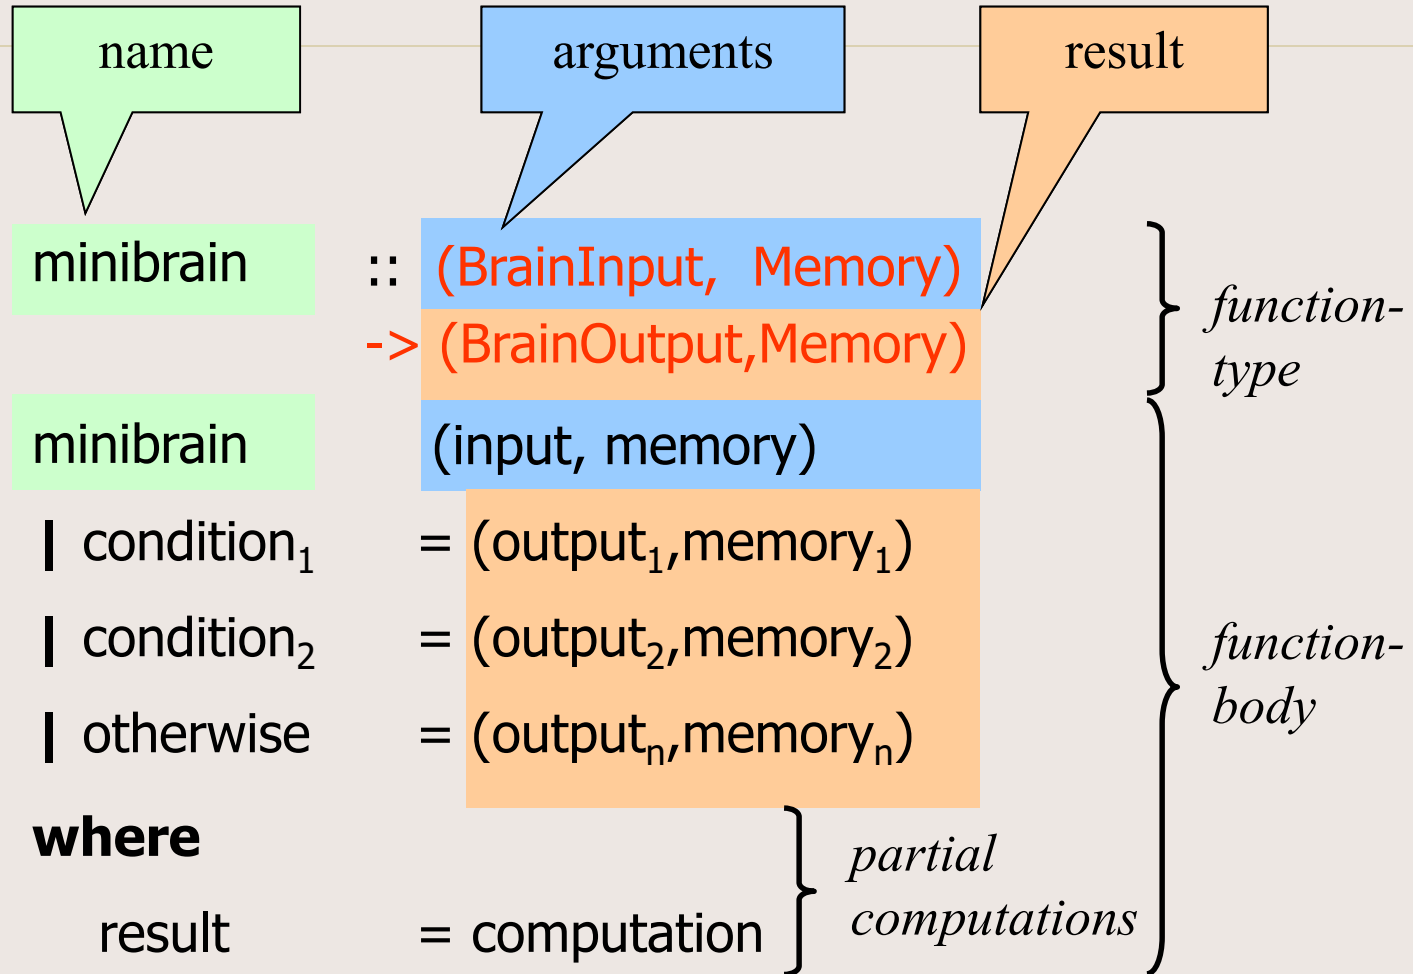 name arguments result
minibrain :: (BrainInput, Memory)
-> (BrainOutput,Memory)
function-
type
minibrain (input, memory)
| condition₁ = (output₁,memory₁)
| condition₂ = (output₂,memory₂)
| otherwise = (outputₙ,memoryₙ)
function-
body
where
result = computation
partial
computations